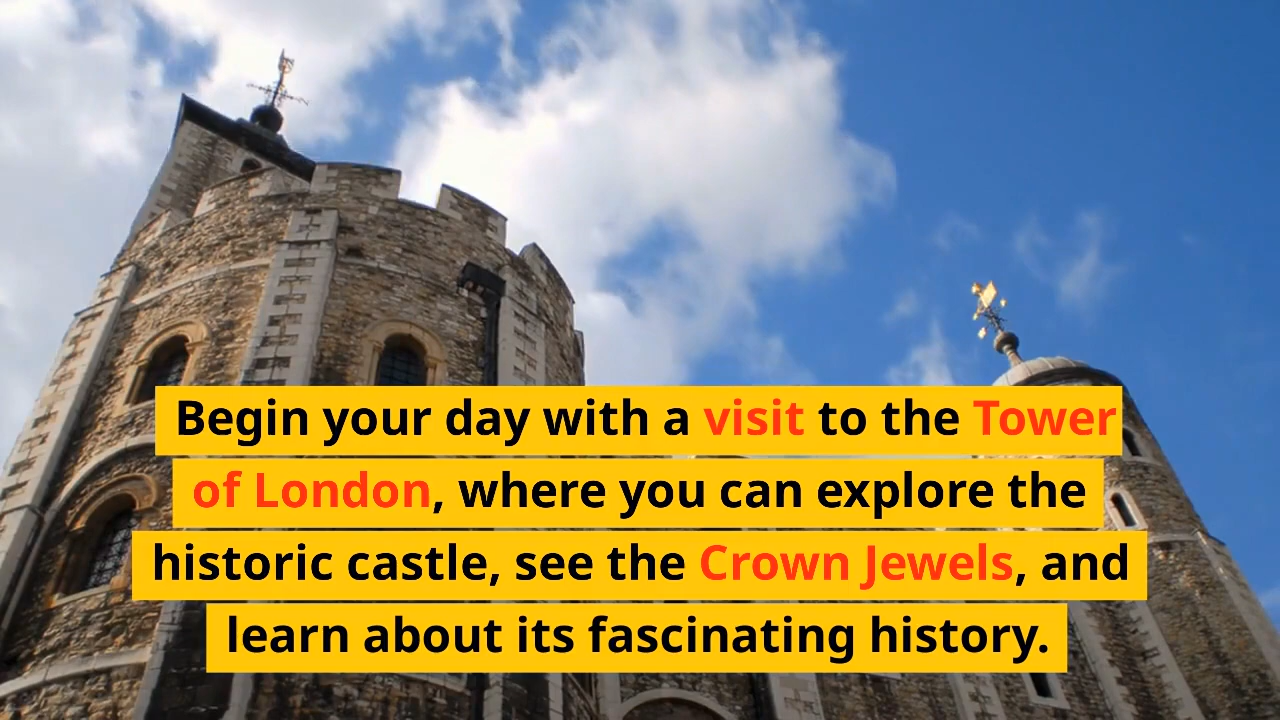 Begin your day with a visit to the Tower
of London, where you can explore the
historic castle, see the Crown Jewels, and
learn about its fascinating history.